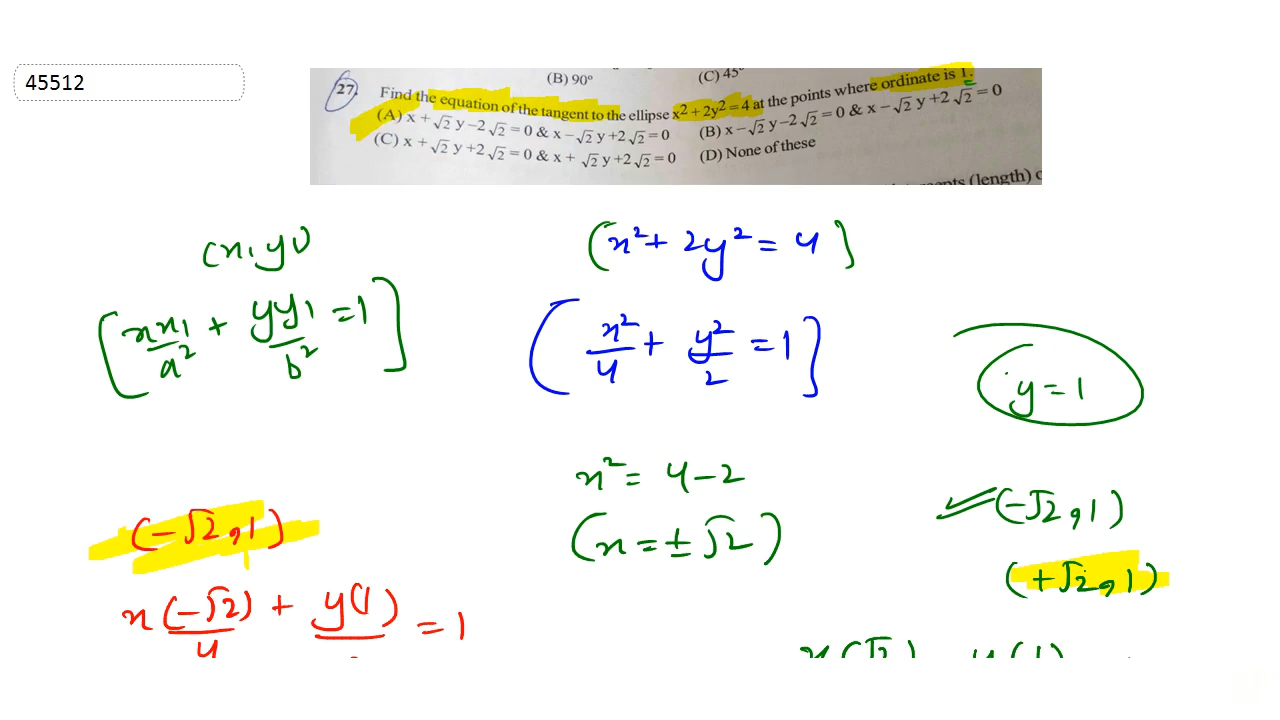 45512
(B) 90° (C) 45°
27. Find the equation of the tangent to the ellipse x² + 2y² = 4 at the points where ordinate is 1.
(A) x + √2 y – 2√2 = 0 & x – √2 y + 2√2 = 0 (B) x – √2 y – 2√2 = 0 & x – √2 y + 2√2 = 0
(C) x + √2 y + 2√2 = 0 & x + √2 y + 2√2 = 0 (D) None of these
(length)
(x₁ y₁) (x² + 2y² = 4)
[xx₁/a² + yy₁/b² = 1] [x²/4 + y²/2 = 1]
y = 1
x² = 4 – 2
(x = ± √2) (–√2, 1)
(–√2, 1) (+√2, 1)
x(–√2)/4 + y(1) = 1
x(√2) y(1)